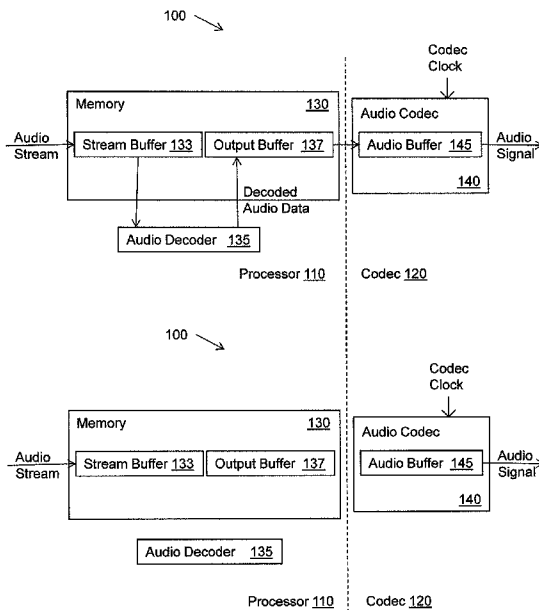 100
Codec
Clock
Memory 130
Audio Codec
Audio
Stream
Stream Buffer 133
Output Buffer 137
Audio Buffer 145
Audio
Signal
140
Decoded
Audio Data
Audio Decoder 135
Processor 110
Codec 120
100
Codec
Clock
Memory 130
Audio Codec
Audio
Stream
Stream Buffer 133
Output Buffer 137
Audio Buffer 145
Audio
Signal
140
Audio Decoder 135
Processor 110
Codec 120